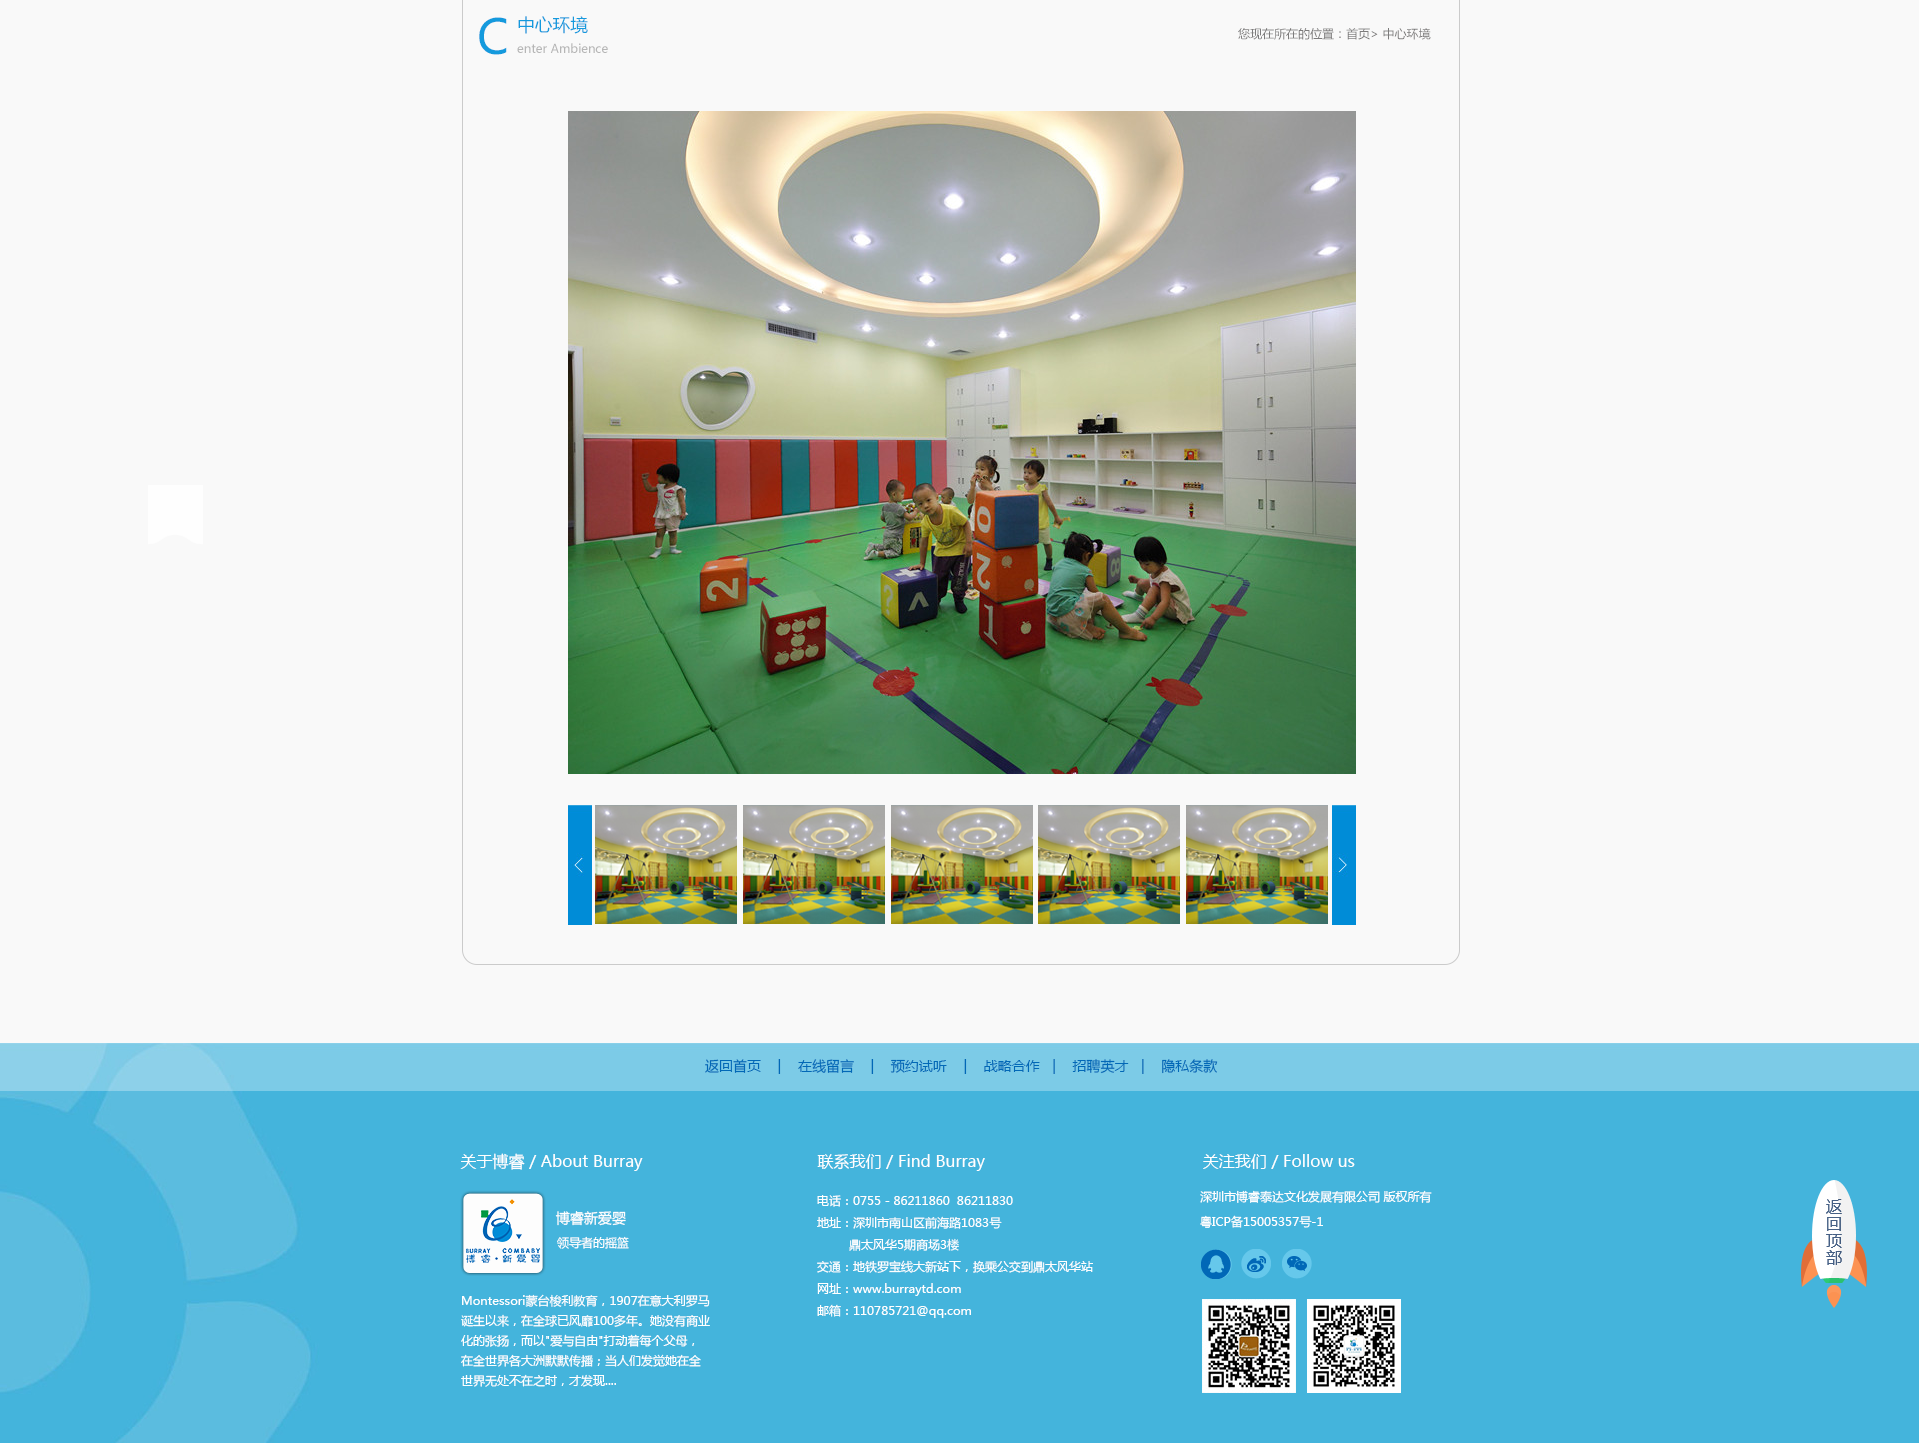 C 中心环境
enter Ambience
您现在所在的位置：首页> 中心环境
0
2
1
2
返回首页 | 在线留言 | 预约试听 | 战略合作 | 招聘英才 | 隐私条款
关于博睿 / About Burray
BURRAY COMBABY
博睿·新爱婴
博睿新爱婴
领导者的摇篮
Montessori蒙台梭利教育，1907在意大利罗马
诞生以来，在全球已风靡100多年。她没有商业
化的张扬，而以"爱与自由"打动着每个父母，
在全世界各大洲默默传播；当人们发觉她在全
世界无处不在之时，才发现....
联系我们 / Find Burray
电话：0755 - 86211860 86211830
地址：深圳市南山区前海路1083号
鼎太风华5期商场3楼
交通：地铁罗宝线大新站下，换乘公交到鼎太风华站
网址：www.burraytd.com
邮箱：110785721@qq.com
关注我们 / Follow us
深圳市博睿泰达文化发展有限公司 版权所有
粤ICP备15005357号-1
返回顶部